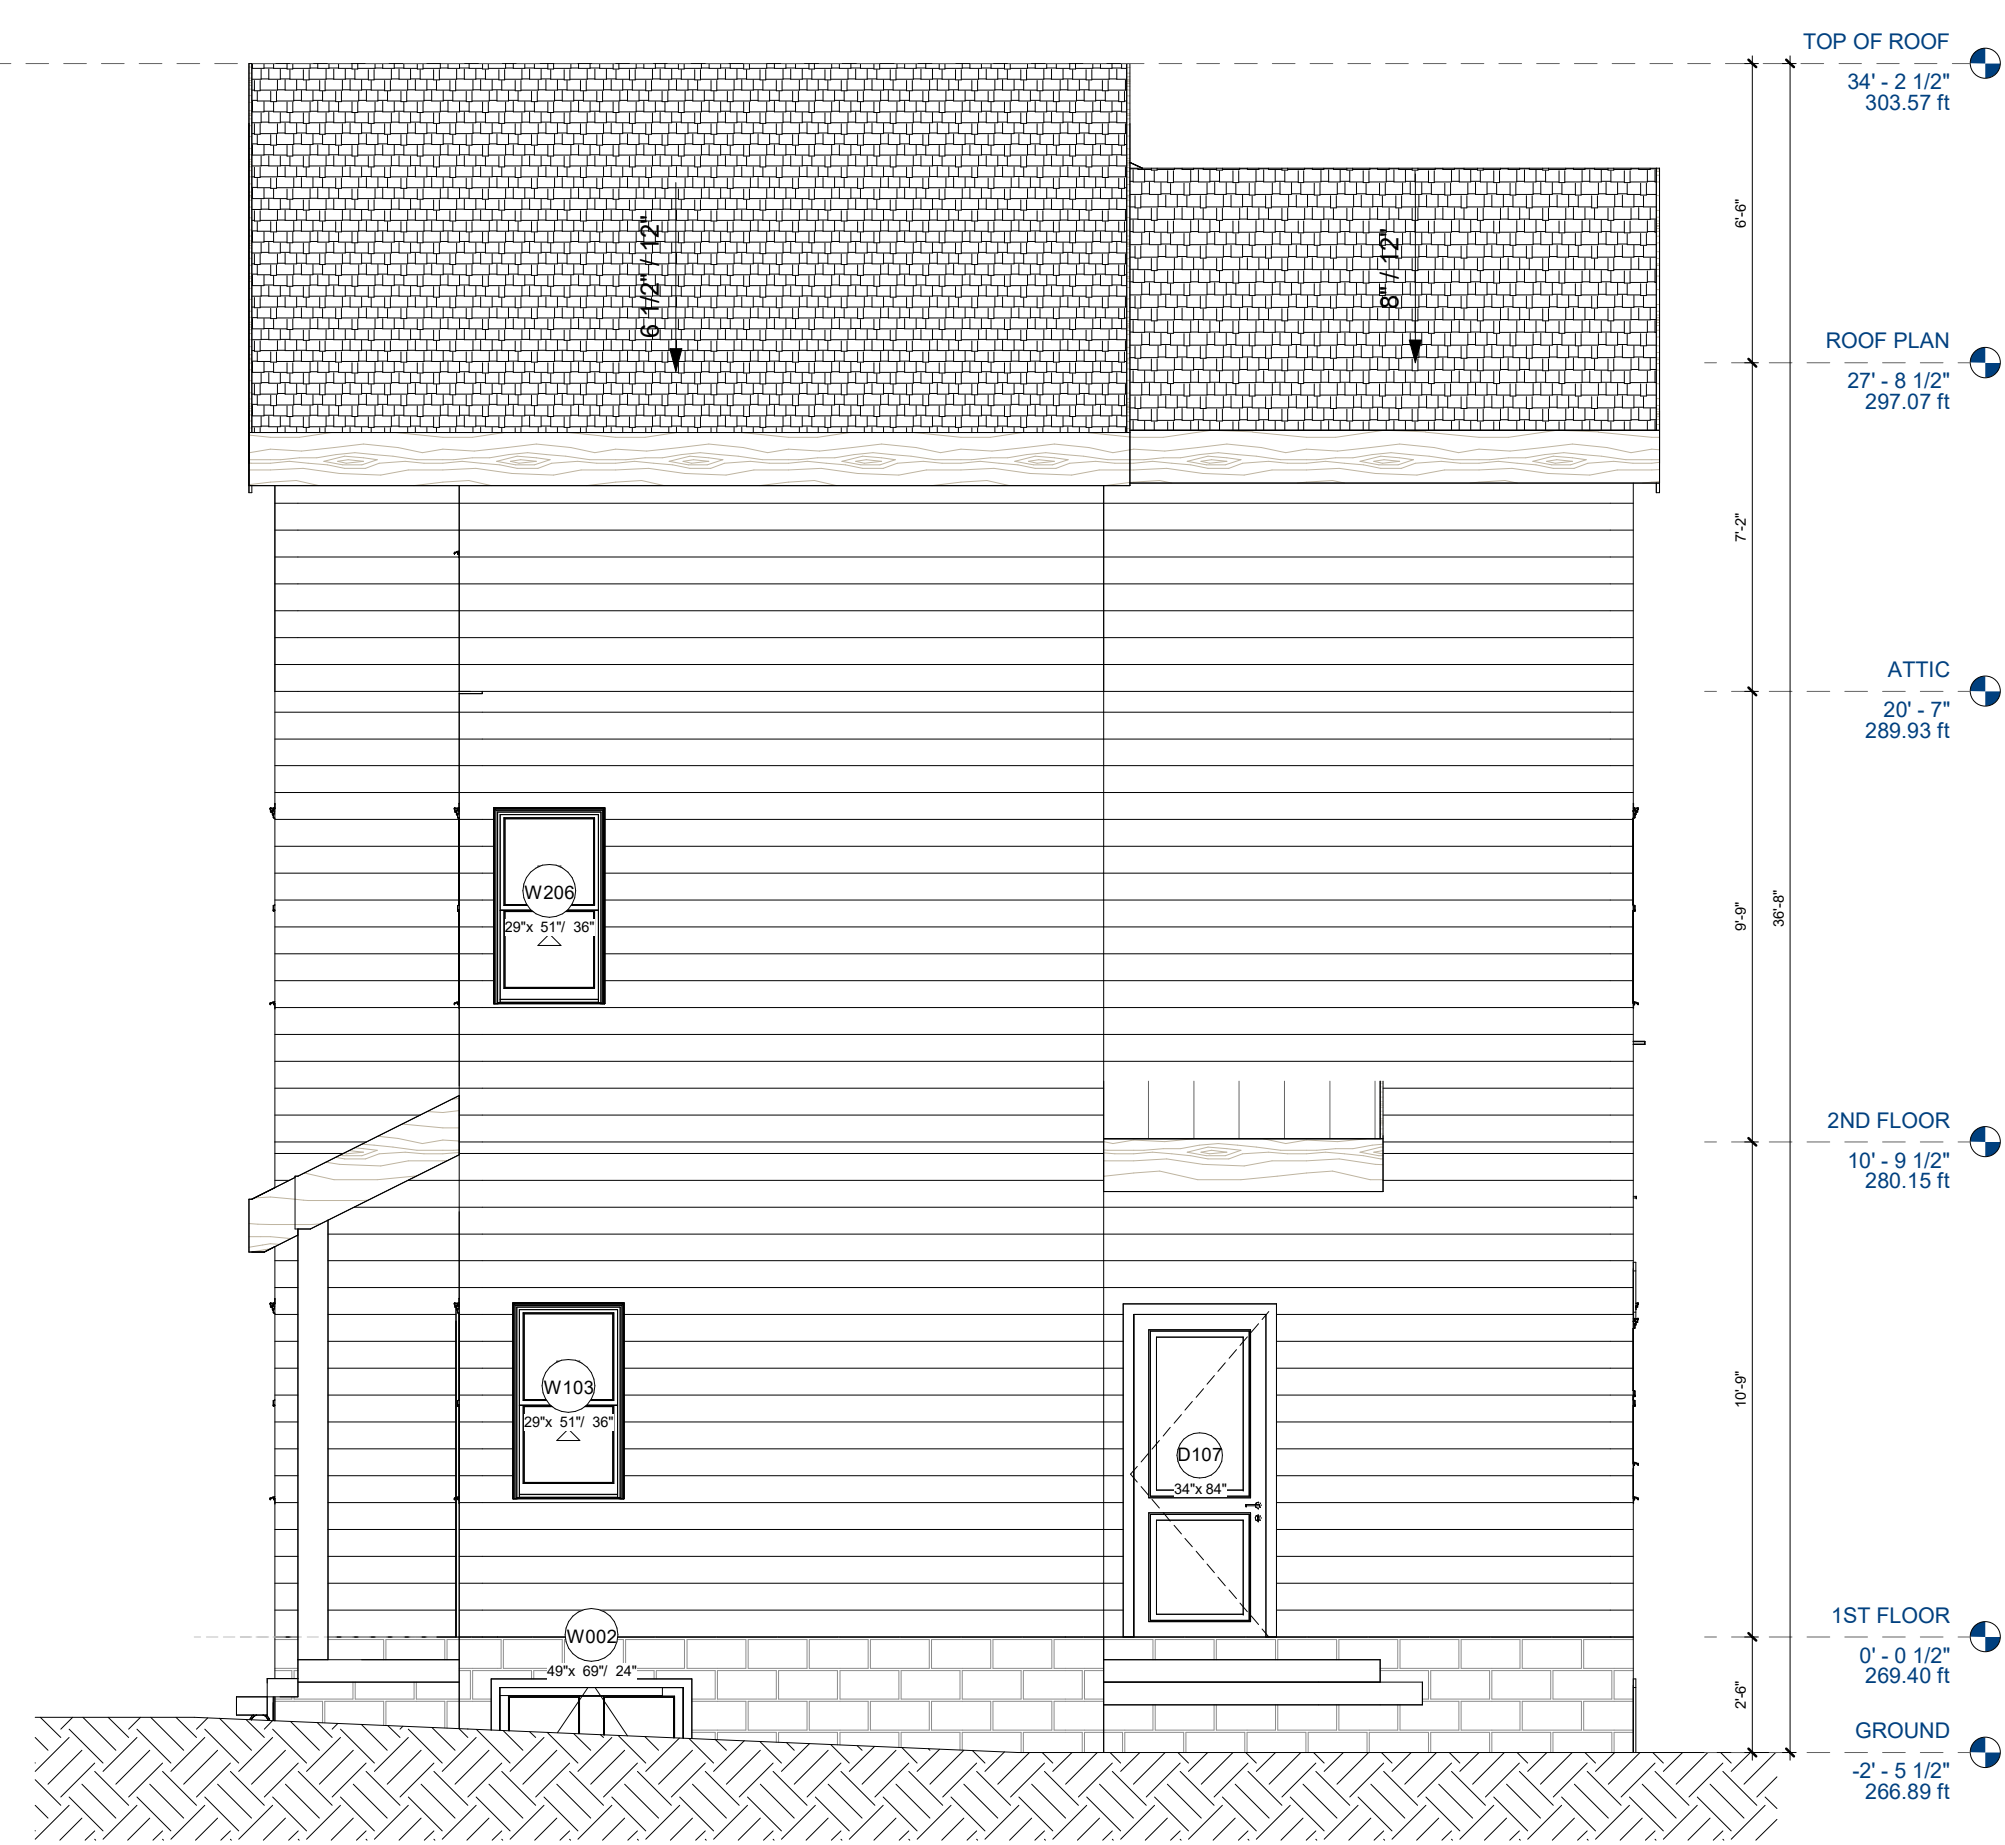 TOP OF ROOF
34' - 2 1/2"
303.57 ft
6 1/2" / 12"
8" / 12"
6'-6"
ROOF PLAN
27' - 8 1/2"
297.07 ft
7'-2"
ATTIC
20' - 7"
289.93 ft
W206
29"x 51"/ 36"
9'-9"
36'-8"
2ND FLOOR
10' - 9 1/2"
280.15 ft
W103
29"x 51"/ 36"
D107
34"x 84"
10'-9"
1ST FLOOR
0' - 0 1/2"
269.40 ft
W002
49"x 69"/ 24"
2'-6"
GROUND
-2' - 5 1/2"
266.89 ft